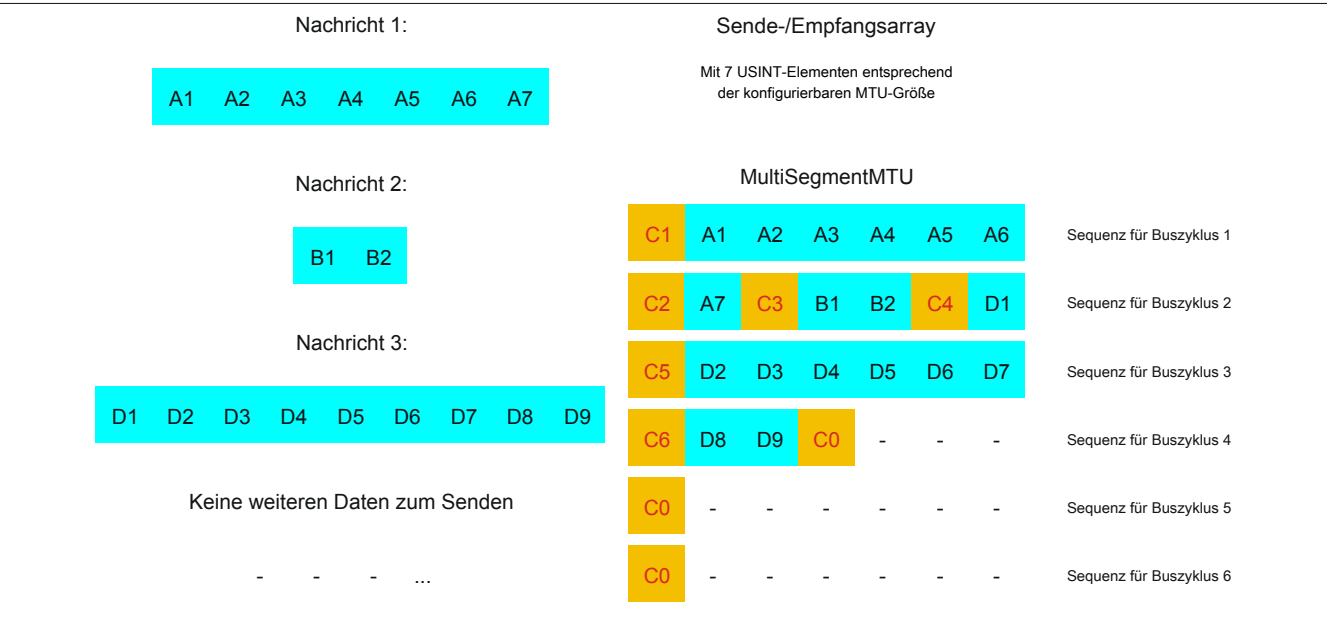 Nachricht 1:
A1 A2 A3 A4 A5 A6 A7
Nachricht 2:
B1 B2
Nachricht 3:
D1 D2 D3 D4 D5 D6 D7 D8 D9
Keine weiteren Daten zum Senden
- - - ...
Sende-/Empfangsarray
Mit 7 USINT-Elementen entsprechend
der konfigurierbaren MTU-Größe
MultiSegmentMTU
C1 A1 A2 A3 A4 A5 A6 Sequenz für Buszyklus 1
C2 A7 C3 B1 B2 C4 D1 Sequenz für Buszyklus 2
C5 D2 D3 D4 D5 D6 D7 Sequenz für Buszyklus 3
C6 D8 D9 C0 - - - Sequenz für Buszyklus 4
C0 - - - - - - Sequenz für Buszyklus 5
C0 - - - - - - Sequenz für Buszyklus 6